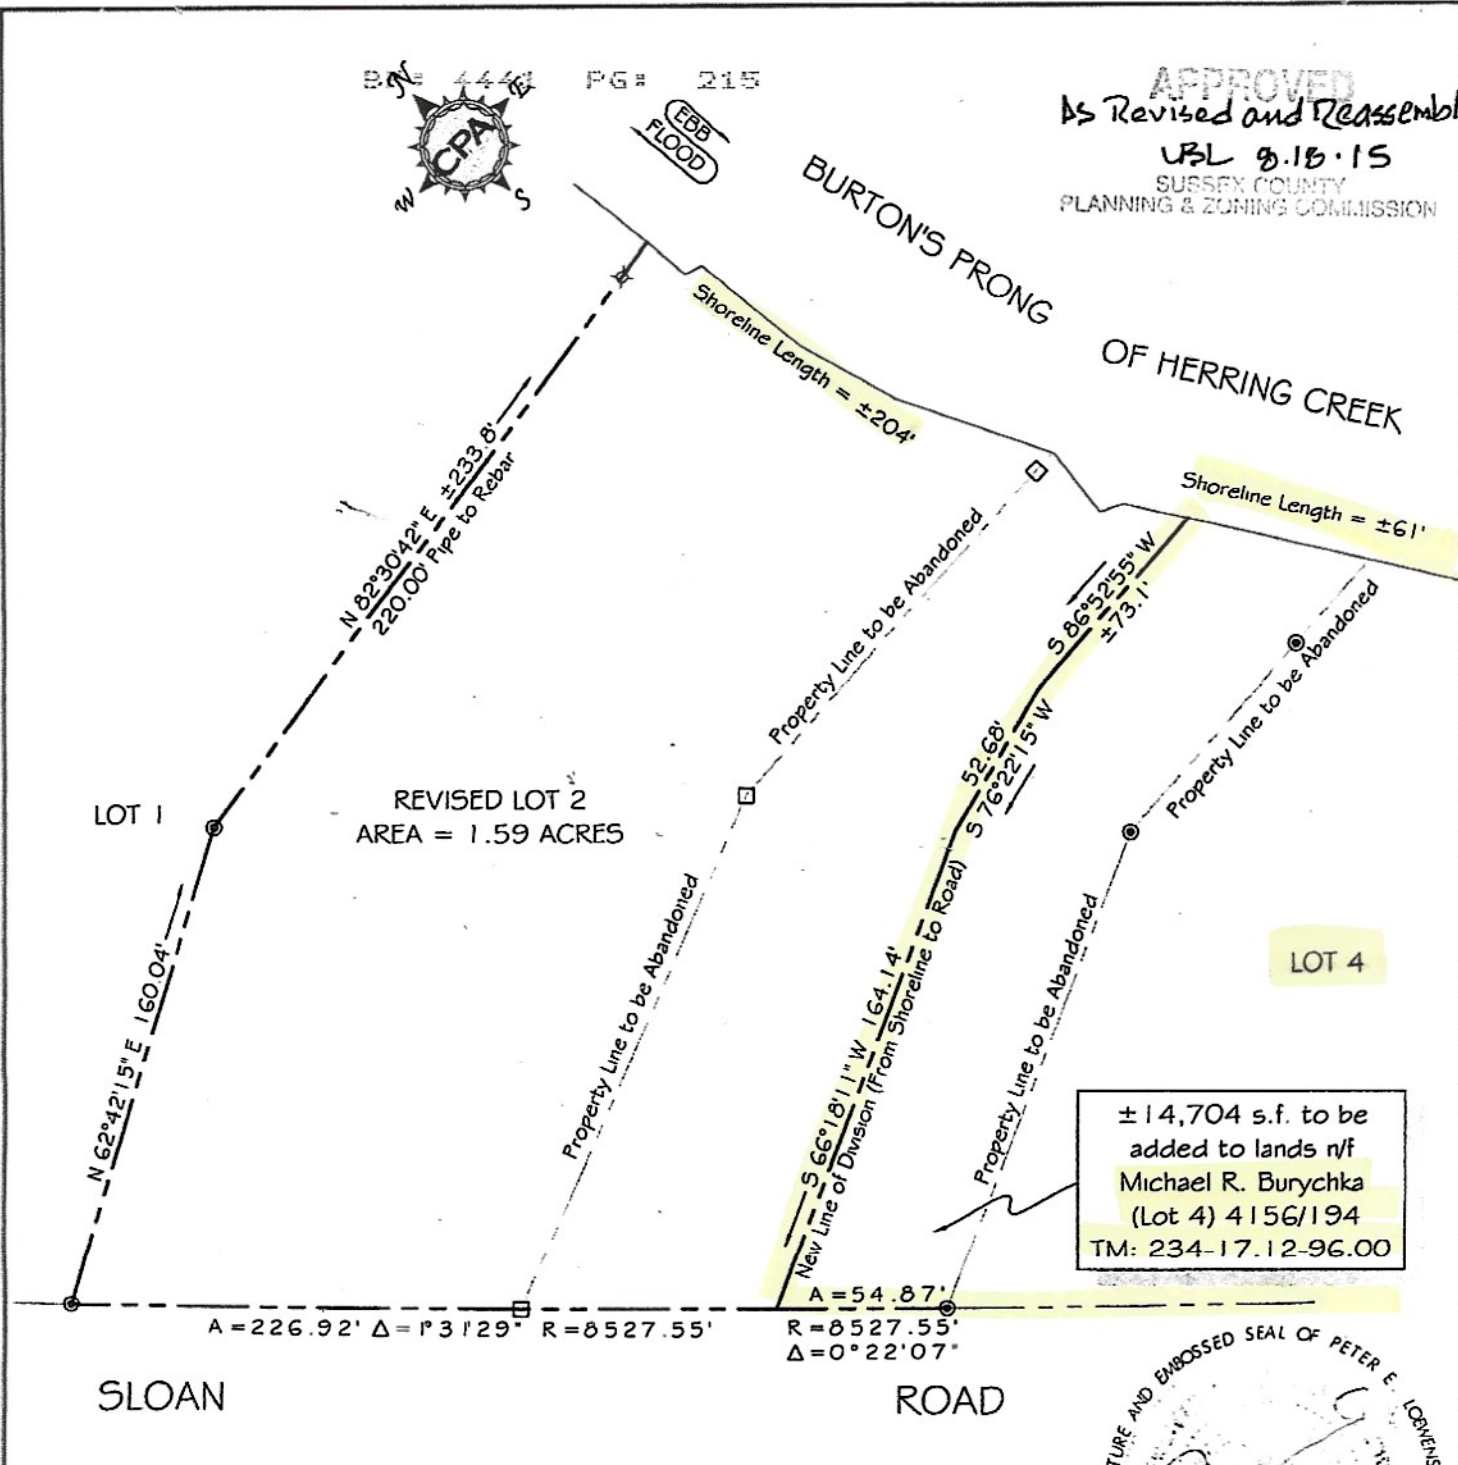 BK: 4441 PG: 215
N
E
CPA
W
S
EBB
FLOOD
APPROVED
As Revised and Reassembl
8.18.15
SUSSEX COUNTY
PLANNING & ZONING COMMISSION
BURTON'S PRONG
OF HERRING CREEK
Shoreline Length = ±204'
Shoreline Length = ±61'
N 82°30'42" E ±233.8'
220.00' Pipe to Rebar
Property Line to be Abandoned
S 86°52'55" W
±73.1'
Property Line to be Abandoned
52.68'
S 76°22'15" W
LOT 1
REVISED LOT 2
AREA = 1.59 ACRES
LOT 4
N 62°42'15" E 160.04'
Property Line to be Abandoned
S 66°18'11" W 164.14'
New Line of Division (From Shoreline to Road)
Property Line to be Abandoned
±14,704 s.f. to be
added to lands n/f
Michael R. Burychka
(Lot 4) 4156/194
TM: 234-17.12-96.00
A=54.87'
A=226.92' Δ=1°31'29" R=8527.55'
R=8527.55'
Δ=0°22'07"
SLOAN
ROAD
TURE AND EMBOSSED SEAL OF PETER E. LOEWENS